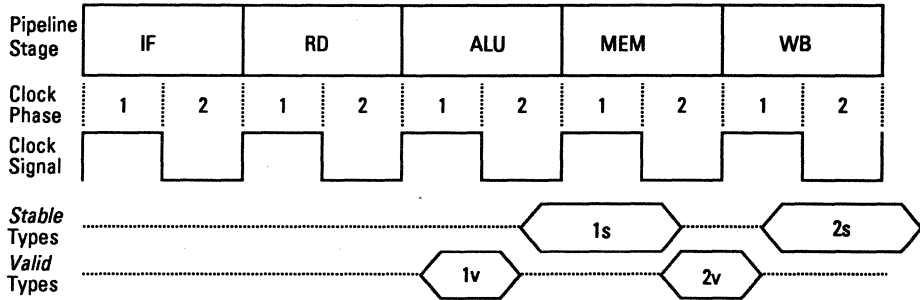 Pipeline
Stage
IF RD ALU MEM WB
Clock
Phase
1 2 1 2 1 2 1 2 1 2
Clock
Signal
Stable
Types
1s 2s
Valid
Types
1v 2v